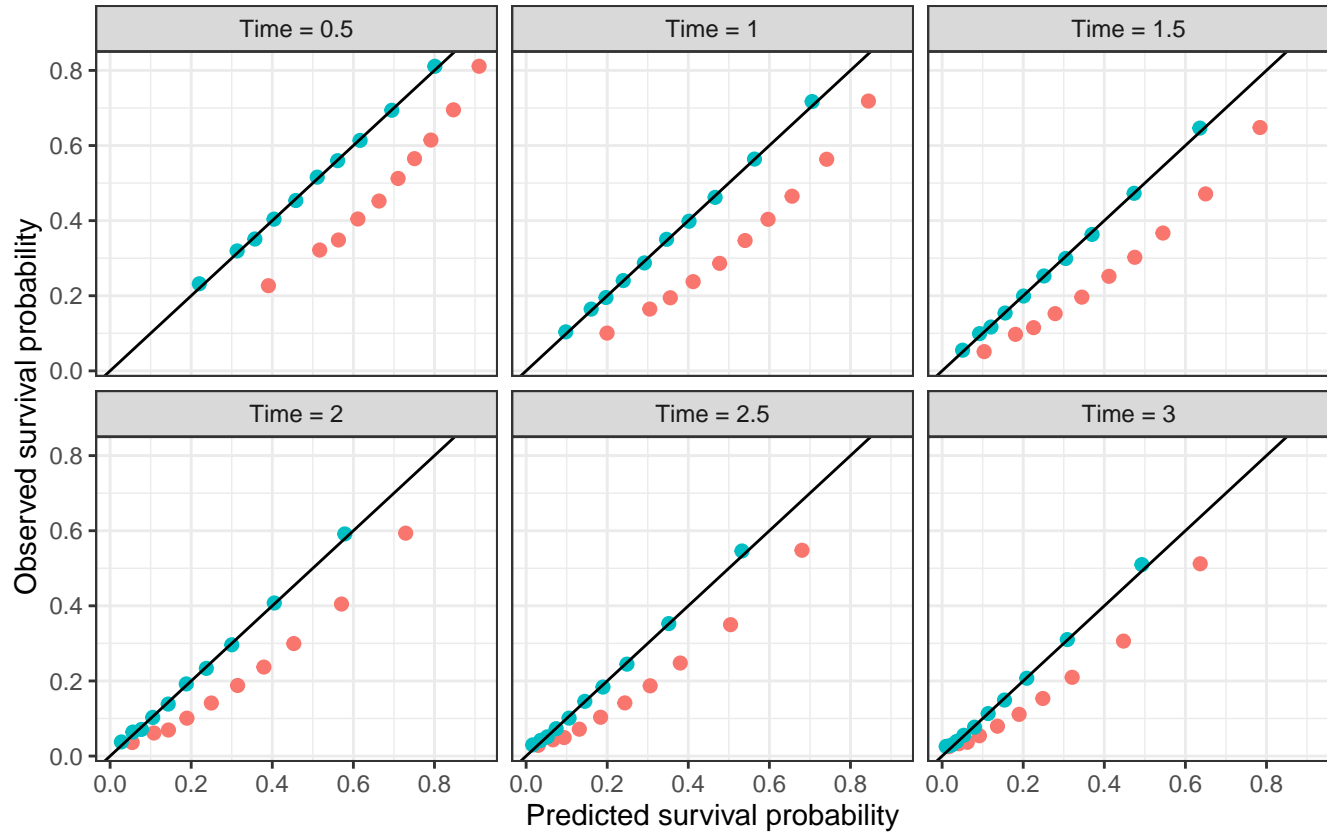 Time = 0.5
Time = 1
Time = 1.5
0.8
0.6
0.4
0.2
0.0
Time = 2
Time = 2.5
Time = 3
0.8
0.6
0.4
0.2
0.0
0.0 0.2 0.4 0.6 0.8
0.0 0.2 0.4 0.6 0.8
0.0 0.2 0.4 0.6 0.8
Observed survival probability
Predicted survival probability